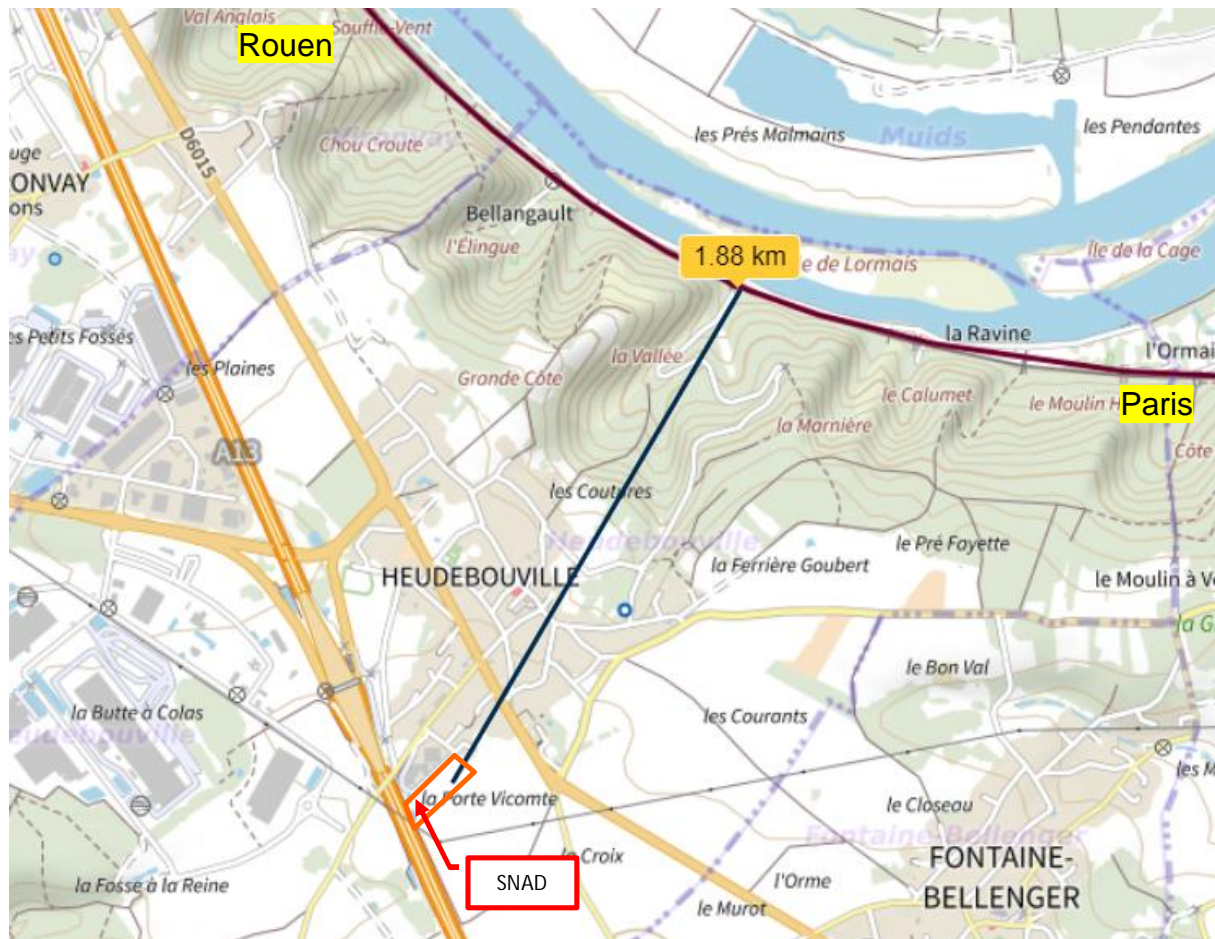 Val Anglais
Souffle-Vent
Rouen
D6015
Vironvay
Chou Croute
les Prés Malmains
Muids
les Pendantes
ONVAY
ons
Bellangault
l'Élingue
1.88 km
e de Lormais
Île de la Cage
la Ravine
l'Ormai
les Plaines
la Vallée
Grande Côte
le Calumet
le Moulin H
Paris
la Marnière
Côte
A13
les Coutures
Heudebouville
le Pré Fayette
la Ferrière Goubert
HEUDEBOUVILLE
le Moulin à V
la G
le Bon Val
la Butte à Colas
Heudebouville
les Courants
la Porte Vicomte
les M
le Closeau
Fontaine-Bellenger
la Croix
FONTAINE-
BELLENGER
SNAD
l'Orme
la Fosse à la Reine
le Murot